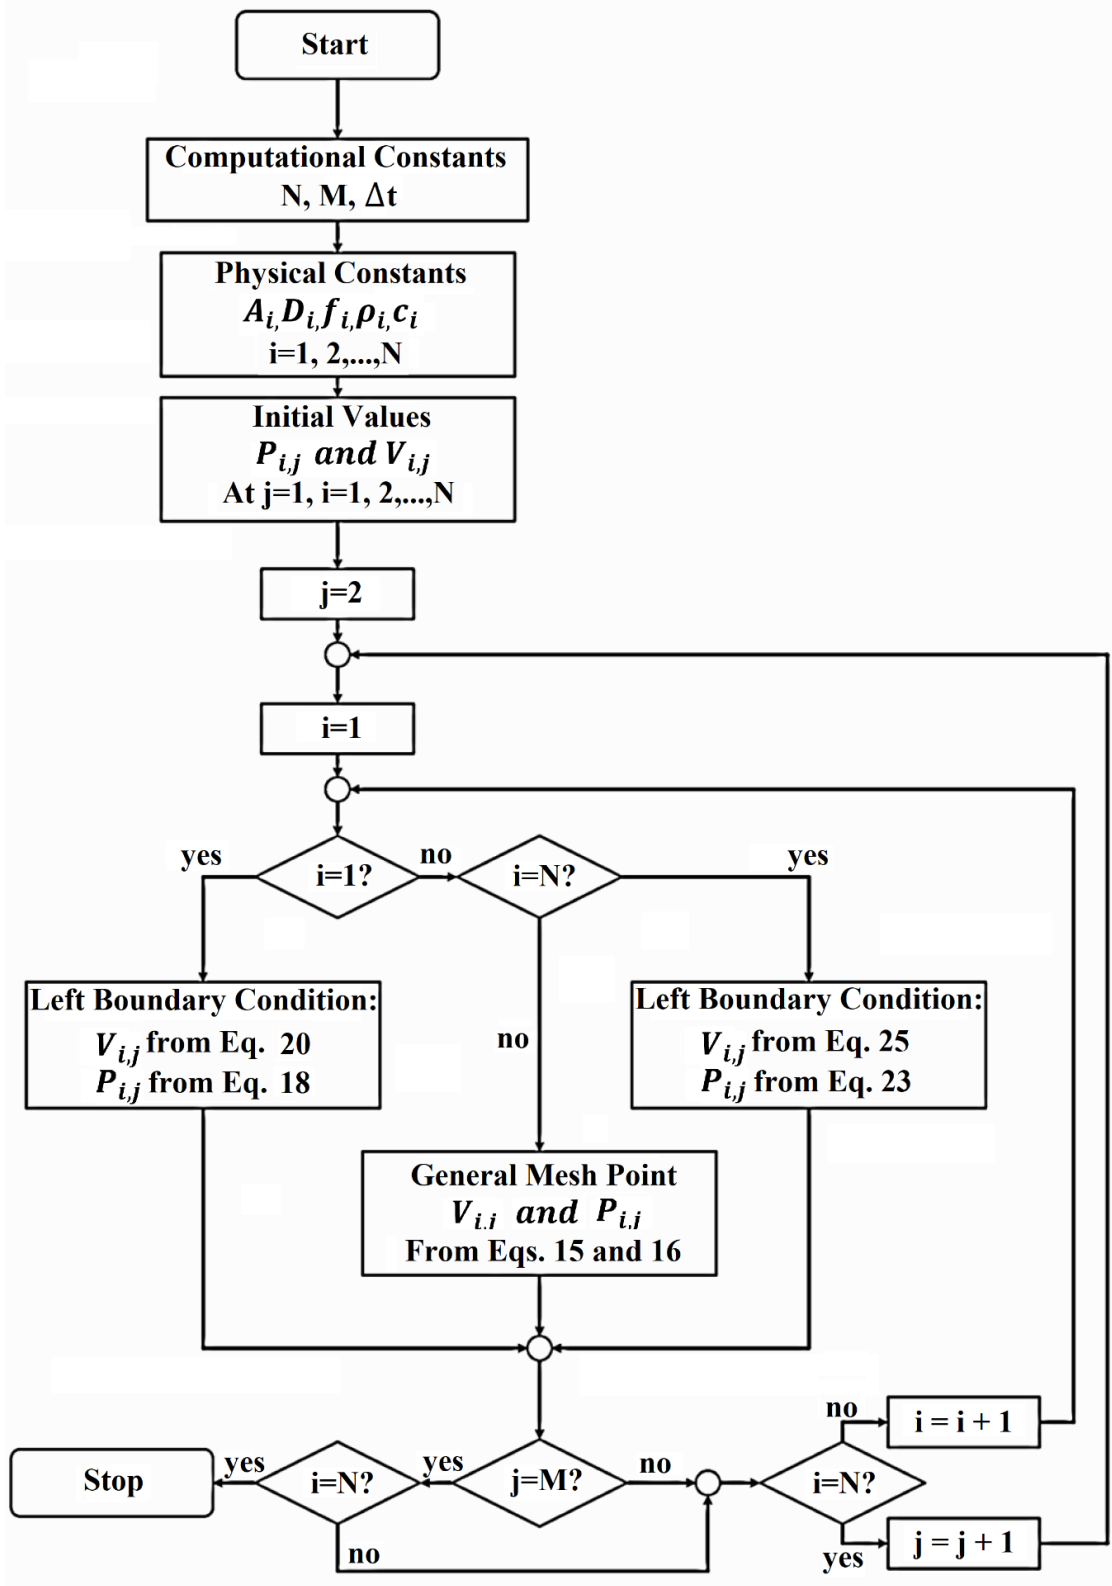 Start
Computational Constants
N, M, Δt
Physical Constants
A_i, D_i, f_i, ρ_i, c_i
i=1, 2,...,N
Initial Values
P_i,j and V_i,j
At j=1, i=1, 2,...,N
j=2
i=1
yes
i=1?
no
i=N?
yes
Left Boundary Condition:
V_i,j from Eq. 20
P_i,j from Eq. 18
no
Left Boundary Condition:
V_i,j from Eq. 25
P_i,j from Eq. 23
General Mesh Point
V_i.j and P_i,j
From Eqs. 15 and 16
no
i = i + 1
Stop
yes
i=N?
yes
j=M?
no
i=N?
no
yes
j = j + 1